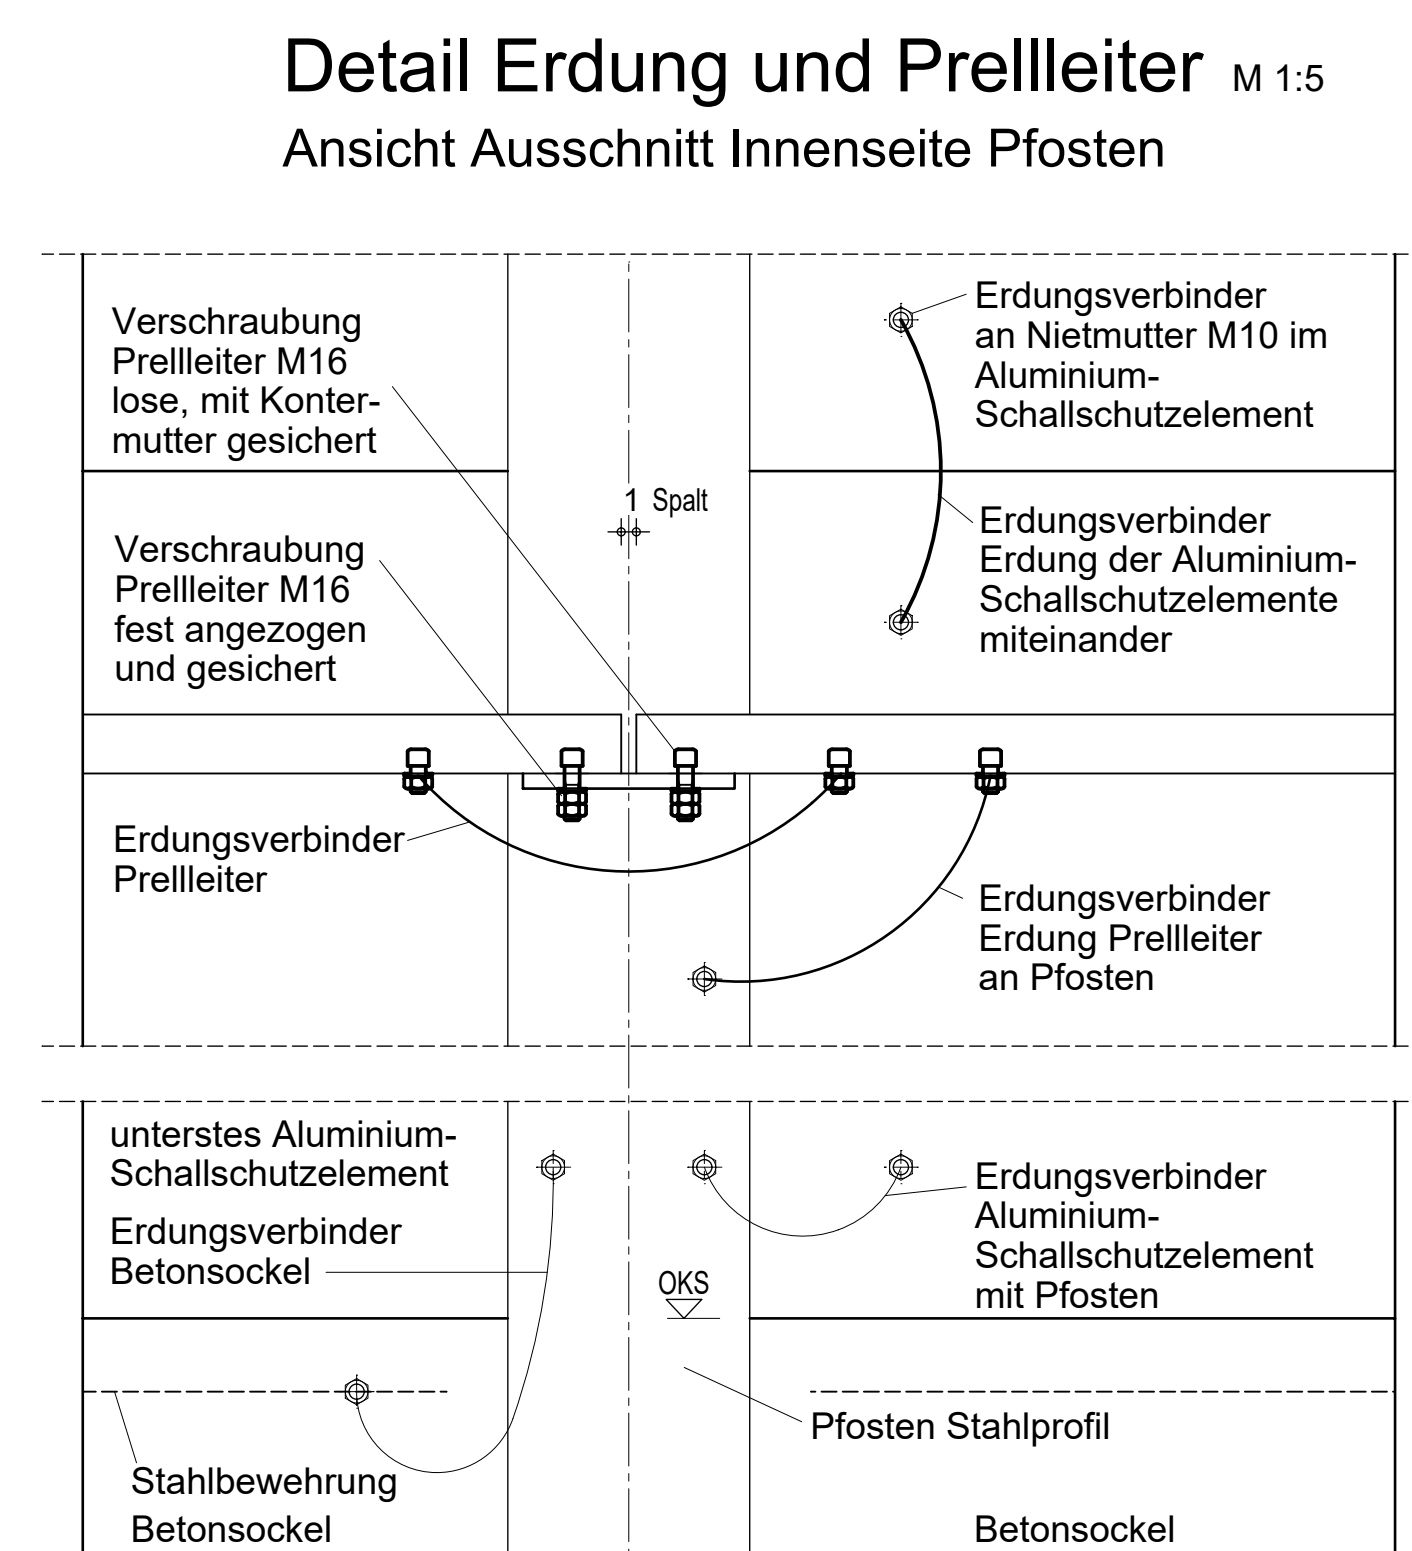 Detail Erdung und Prellleiter M 1:5
Ansicht Ausschnitt Innenseite Pfosten
Verschraubung
Prellleiter M16
lose, mit Konter-
mutter gesichert
Erdungsverbinder
an Nietmutter M10 im
Aluminium-
Schallschutzelement
1 Spalt
Verschraubung
Prellleiter M16
fest angezogen
und gesichert
Erdungsverbinder
Erdung der Aluminium-
Schallschutzelemente
miteinander
Erdungsverbinder
Prellleiter
Erdungsverbinder
Erdung Prellleiter
an Pfosten
unterstes Aluminium-
Schallschutzelement
Erdungsverbinder
Betonsockel
Erdungsverbinder
Aluminium-
Schallschutzelement
mit Pfosten
OKS
Pfosten Stahlprofil
Stahlbewehrung
Betonsockel
Betonsockel